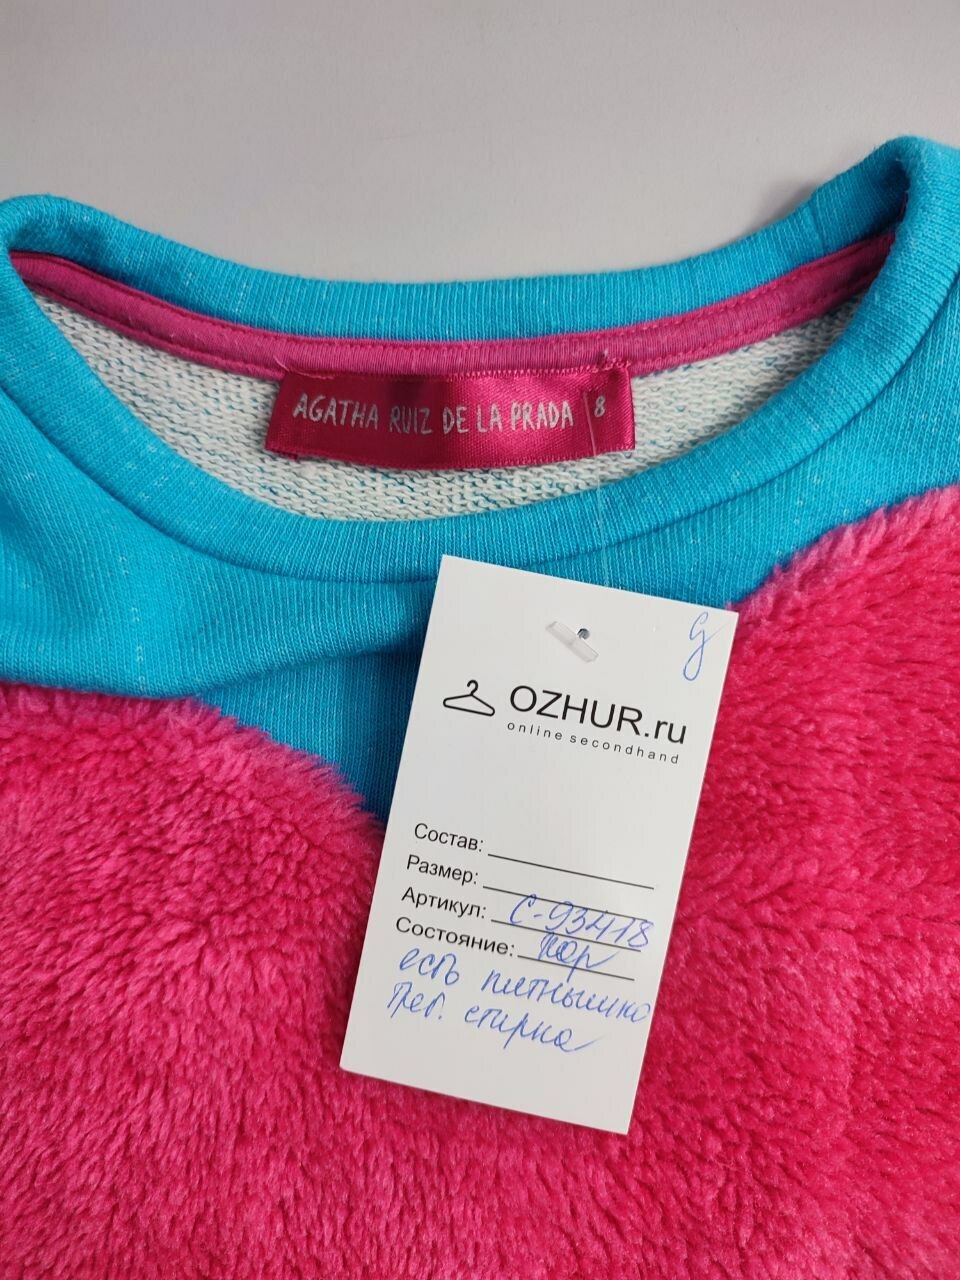 AGATHA RUIZ DE LA PRADA 8
OZHUR.ru
online secondhand
Состав:
Размер:
Артикул: С-93418
Состояние: хор
есть пятнышко
Треб. стирка